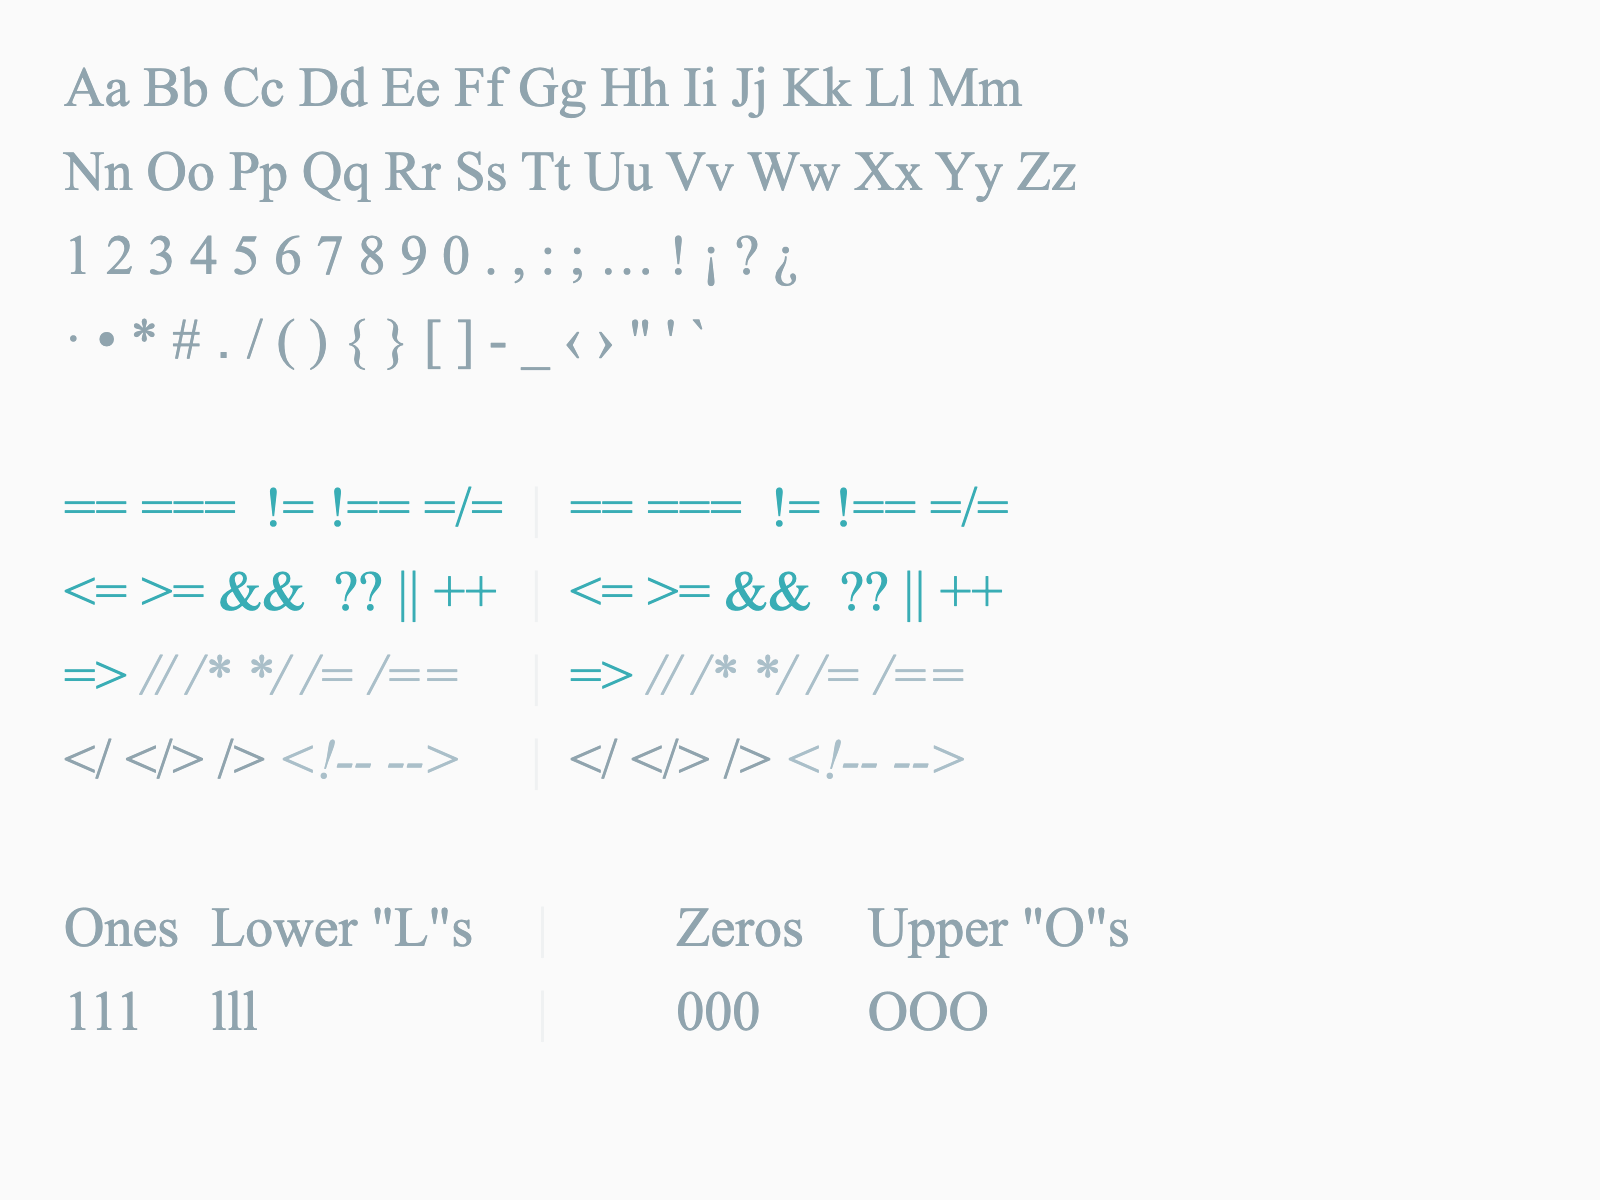 Aa Bb Cc Dd Ee Ff Gg Hh Ii Jj Kk Ll Mm
Nn Oo Pp Qq Rr Ss Tt Uu Vv Ww Xx Yy Zz
1 2 3 4 5 6 7 8 9 0 . , : ; … ! ¡ ? ¿
· • * # . / ( ) { } [ ] - _ ‹ › " ' `
== === != !== =/= | == === != !== =/=
<= >= && ?? || ++ | <= >= && ?? || ++
=> // /* */ /= /== | => // /* */ /= /==
</ </> /> <!-- --> | </ </> /> <!-- -->
Ones Lower "L"s | Zeros Upper "O"s
111 lll | 000 OOO